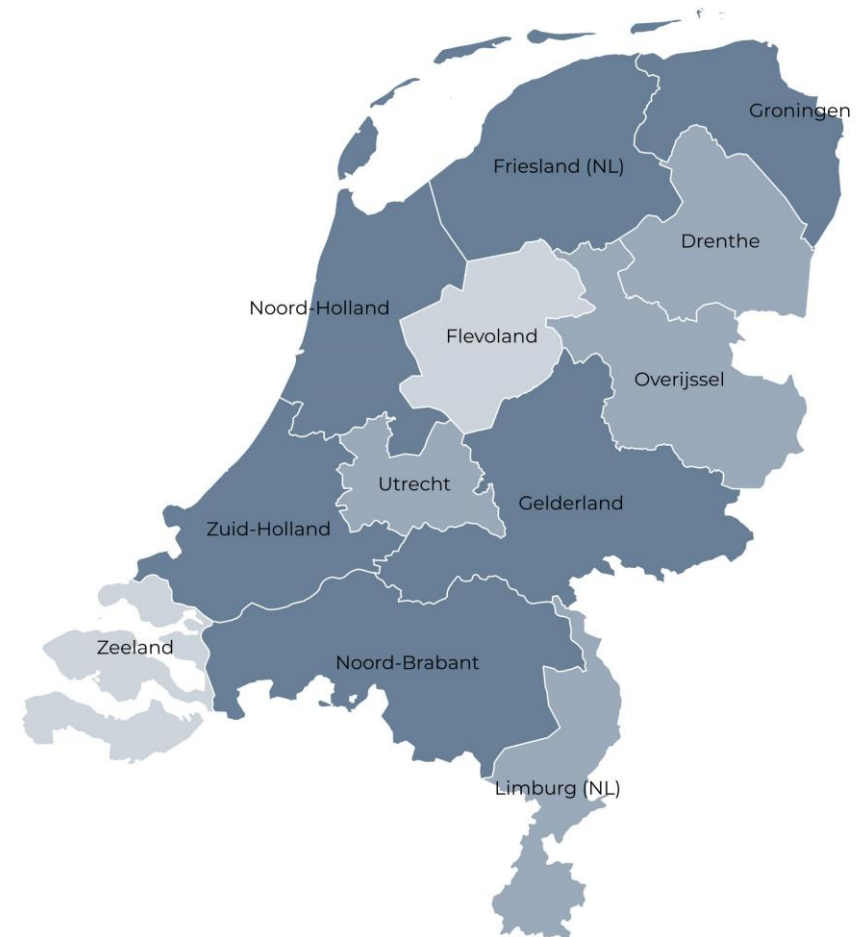 Groningen
Friesland (NL)
Drenthe
Noord-Holland
Flevoland
Overijssel
Utrecht
Gelderland
Zuid-Holland
Zeeland
Noord-Brabant
Limburg (NL)